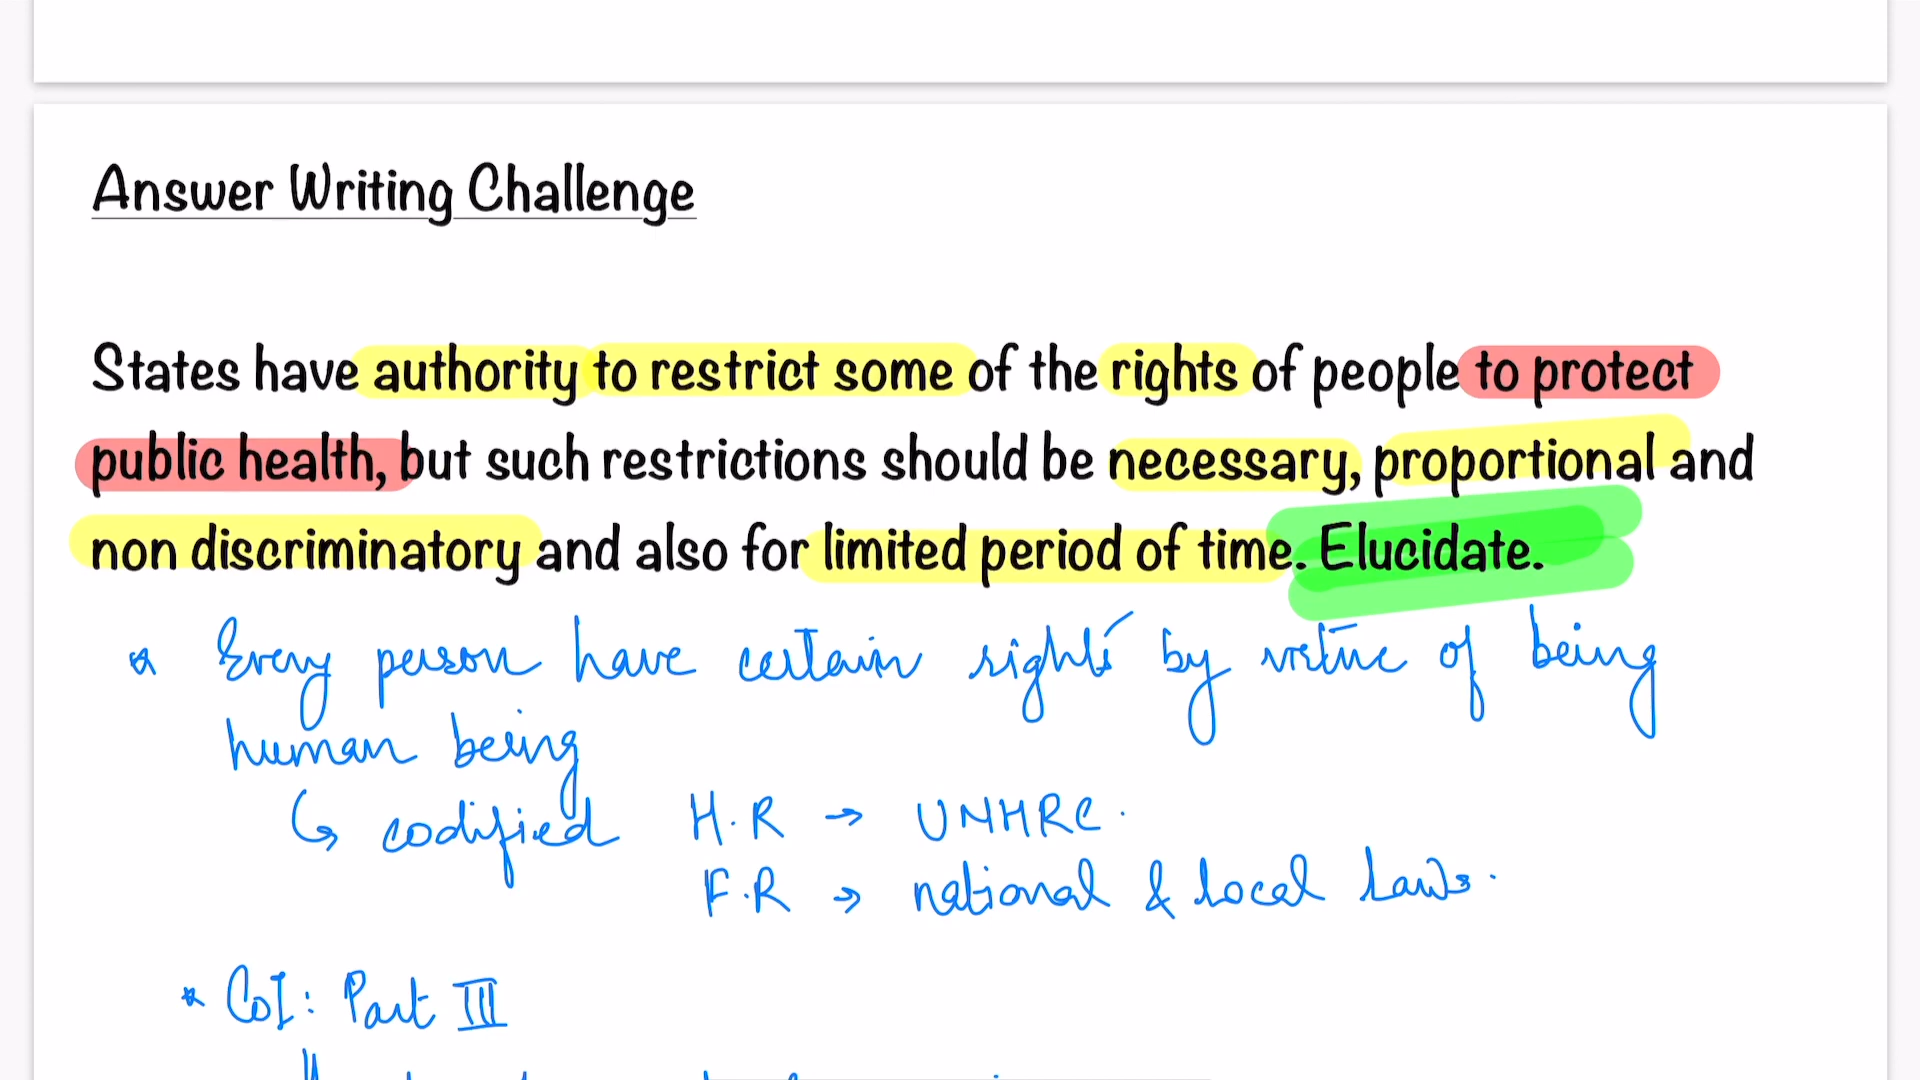 Answer Writing Challenge
States have authority to restrict some of the rights of people to protect
public health, but such restrictions should be necessary, proportional and
non discriminatory and also for limited period of time. Elucidate.
* Every person have certain rights by virtue of being
human being
↳ codified H.R → UNHRC.
F.R → national & local laws.
* CoI: Part III